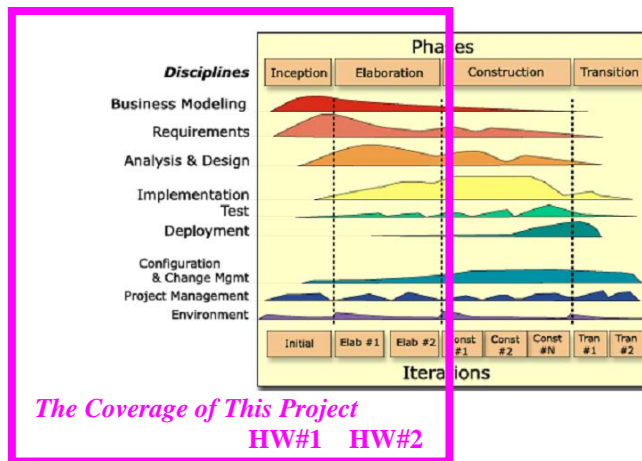 Phases
Disciplines Inception Elaboration Construction Transition
Business Modeling
Requirements
Analysis & Design
Implementation
Test
Deployment
Configuration
& Change Mgmt
Project Management
Environment
Initial Elab #1 Elab #2 Const #1 Const #2 Const #N Tran #1 Tran #2
Iterations
The Coverage of This Project
HW#1 HW#2